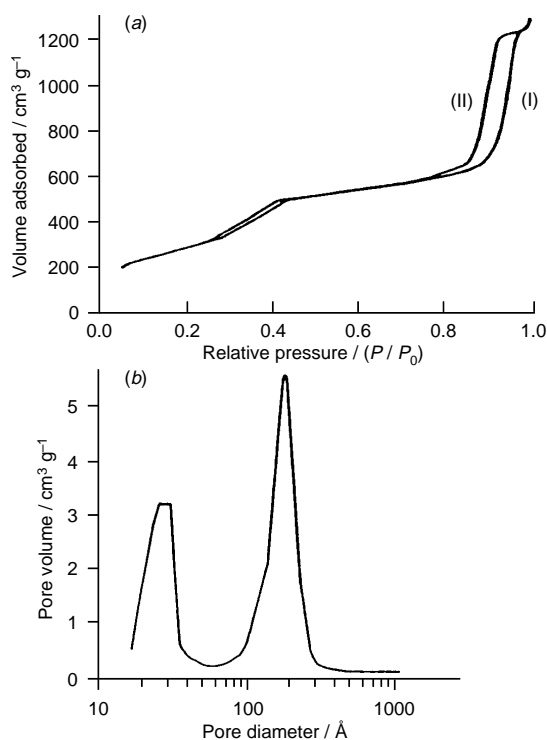 (a)
1200
1000
800
600
400
200
0
Volume adsorbed / cm³ g⁻¹
(II)
(I)
0.0 0.2 0.4 0.6 0.8 1.0
Relative pressure / (P / P₀)
(b)
5
4
3
2
1
0
Pore volume / cm³ g⁻¹
10 100 200 1000
Pore diameter / Å